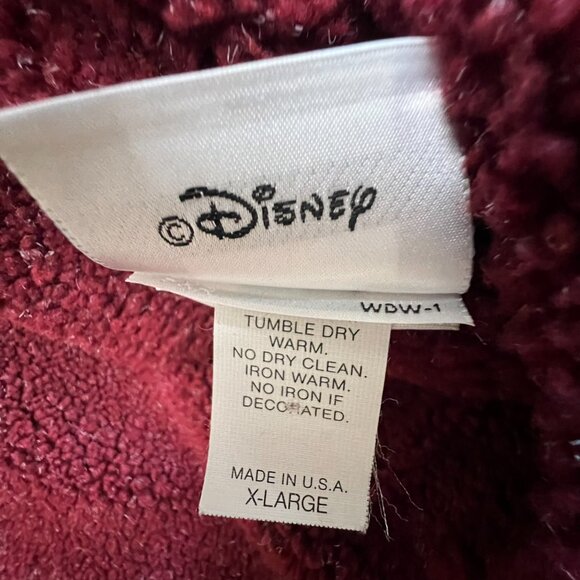 ©Disney
WDW-1
TUMBLE DRY
WARM.
NO DRY CLEAN.
IRON WARM.
NO IRON IF
DECORATED.
MADE IN U.S.A.
X-LARGE